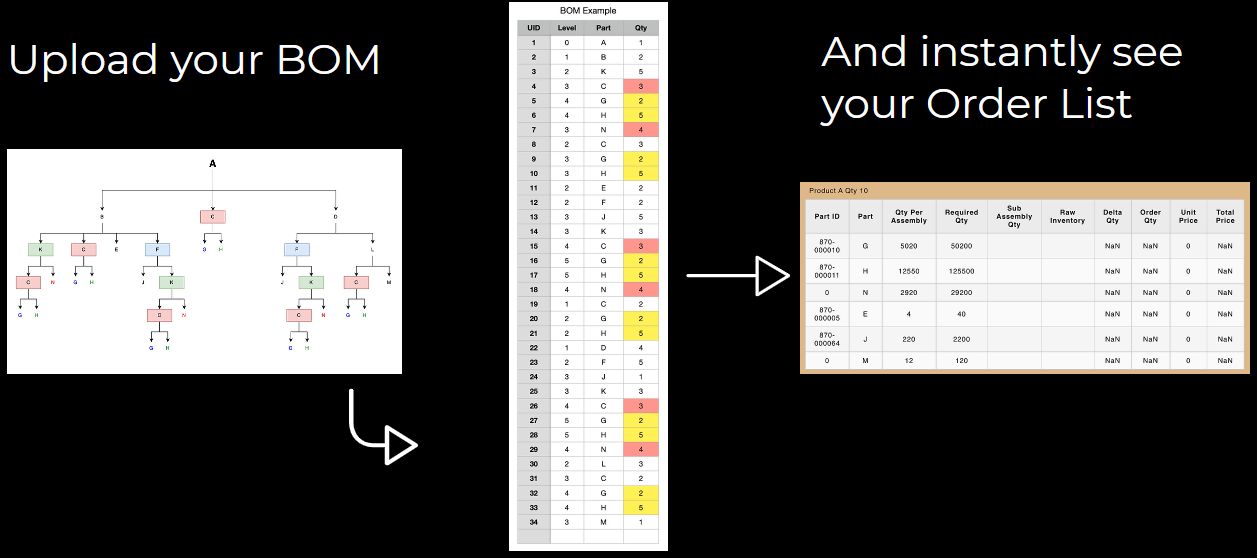 Upload your BOM
A
B C D
K C E F G H F L
C N G H J K J K C M
G H C N C N G H
G H C H
BOM Example
UID Level Part Qty
1 0 A 1
2 1 B 2
3 2 K 5
4 3 C 3
5 4 G 2
6 4 H 5
7 3 N 4
8 2 C 3
9 3 G 2
10 3 H 5
11 2 E 2
12 2 F 2
13 3 J 5
14 3 K 3
15 4 C 3
16 5 G 2
17 5 H 5
18 4 N 4
19 1 C 2
20 2 G 2
21 2 H 5
22 1 D 4
23 2 F 5
24 3 J 1
25 3 K 3
26 4 C 3
27 5 G 2
28 5 H 5
29 4 N 4
30 2 L 3
31 3 C 2
32 4 G 2
33 4 H 5
34 3 M 1
And instantly see
your Order List
Product A Qty 10
Part ID Part Qty Per Assembly Required Qty Sub Assembly Qty Raw Inventory Delta Qty Order Qty Unit Price Total Price
870-000010 G 5020 50200 NaN NaN 0 NaN
870-000011 H 12550 125500 NaN NaN 0 NaN
0 N 2920 29200 NaN NaN 0 NaN
870-000005 E 4 40 NaN NaN 0 NaN
870-000064 J 220 2200 NaN NaN 0 NaN
0 M 12 120 NaN NaN 0 NaN